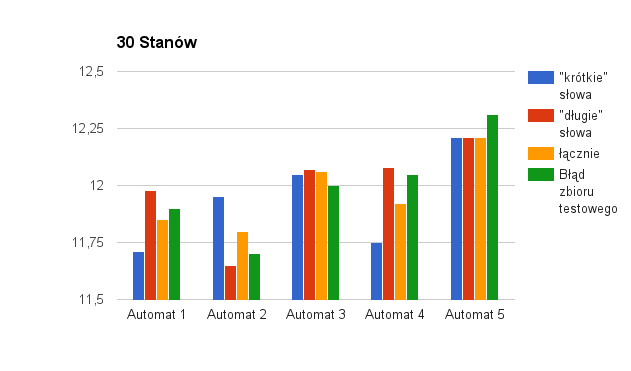 30 Stanów
12,5
12,25
12
11,75
11,5
Automat 1
Automat 2
Automat 3
Automat 4
Automat 5
"krótkie"
słowa
"długie"
słowa
łącznie
Błąd
zbioru
testowego